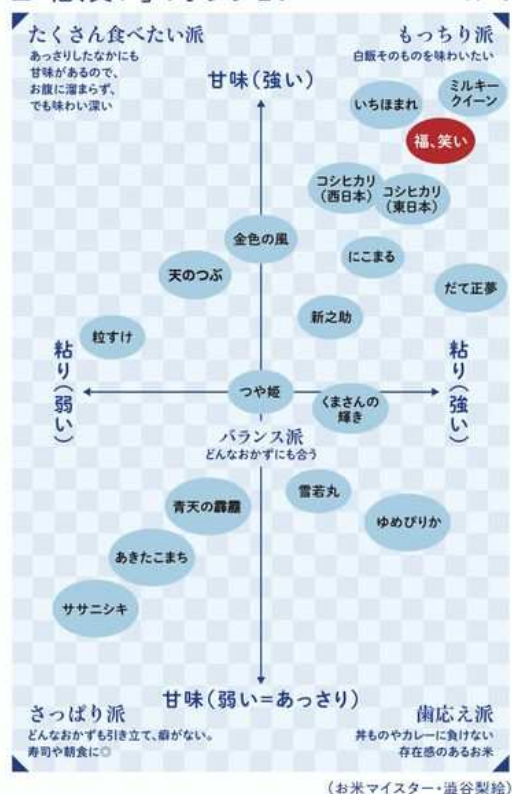 たくさん食べたい派
あっさりしたなかにも
甘味があるので、
お腹に溜まらず、
でも味わい深い
もっちり派
白飯そのものを味わいたい
甘味(強い)
ミルキー
クイーン
いちほまれ
福、笑い
コシヒカリ
(西日本)
コシヒカリ
(東日本)
金色の風
にこまる
天のつぶ
だて正夢
新之助
粒すけ
粘り(弱い)
粘り(強い)
つや姫
くまさんの
輝き
バランス派
どんなおかずにも合う
雪若丸
青天の霹靂
ゆめぴりか
あきたこまち
ササニシキ
甘味(弱い=あっさり)
さっぱり派
どんなおかずも引き立て、癖がない。
寿司や朝食に◎
歯応え派
丼ものやカレーに負けない
存在感のあるお米
(お米マイスター・澁谷梨絵)